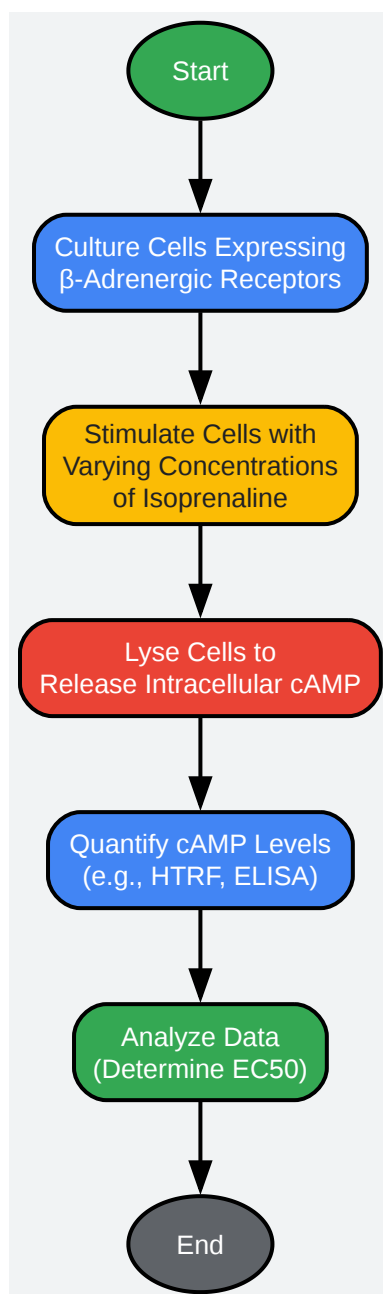 Start
Culture Cells Expressing
β-Adrenergic Receptors
Stimulate Cells with
Varying Concentrations
of Isoprenaline
Lyse Cells to
Release Intracellular cAMP
Quantify cAMP Levels
(e.g., HTRF, ELISA)
Analyze Data
(Determine EC50)
End